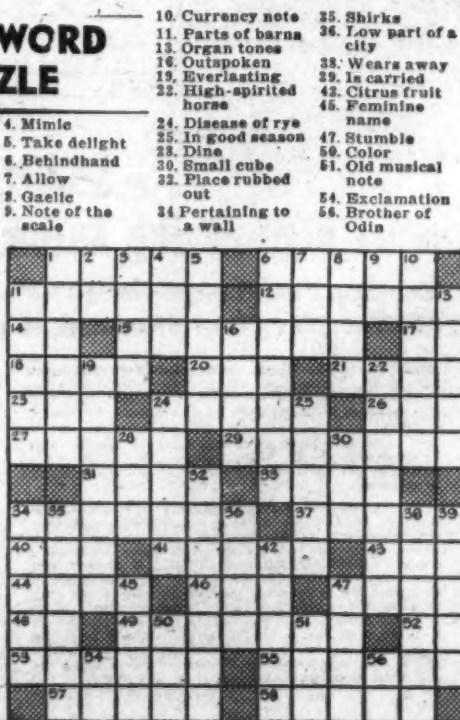 WORD
ZLE
4. Mimic
5. Take delight
6. Behindhand
7. Allow
8. Gaelic
9. Note of the
scale
10. Currency note
11. Parts of barns
13. Organ tones
16. Outspoken
19. Everlasting
22. High-spirited
horse
24. Disease of rye
25. In good season
28. Dine
30. Small cube
32. Place rubbed
out
34 Pertaining to
a wall
35. Shirks
36. Low part of a
city
38. Wears away
39. Is carried
42. Citrus fruit
45. Feminine
name
47. Stumble
50. Color
51. Old musical
note
54. Exclamation
56. Brother of
Odin
1 2 3 4 5 6 7 8 9 10
11 12 13
14 15 16 17
18 19 20 21 22
23 24 25 26
27 28 29 30
31 32 33
34 35 36 37 38 39
40 41 42 43
44 45 46 47
48 49 50 51 52
53 54 55 56
57 58